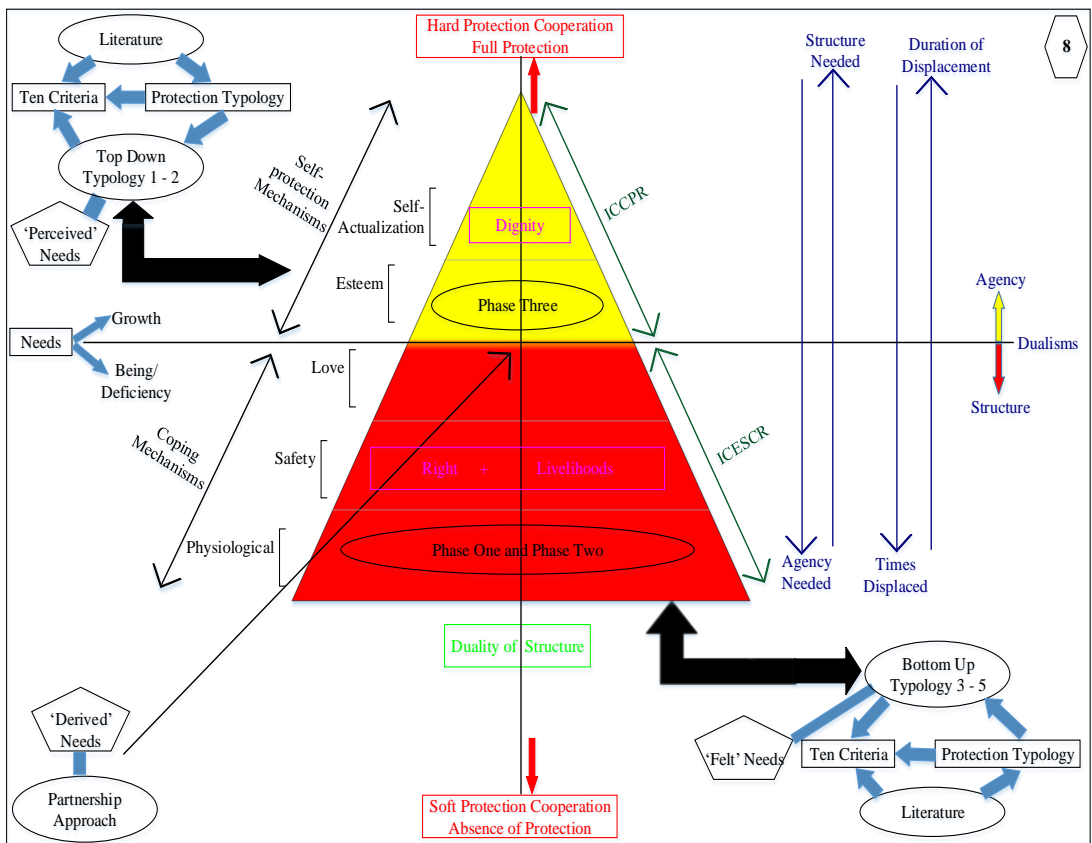 Hard Protection Cooperation
Full Protection
8
Literature
Ten Criteria
Protection Typology
Top Down
Typology 1 - 2
'Perceived'
Needs
Self-
protection
Mechanisms
Structure
Needed
Duration of
Displacement
Self-
Actualization
Dignity
ICCPR
Esteem
Phase Three
Agency
Dualisms
Structure
Needs
Growth
Being/
Deficiency
Love
Coping
Mechanisms
Safety
Right + Livelihoods
ICESCR
Physiological
Phase One and Phase Two
Agency
Needed
Times
Displaced
Duality of Structure
Bottom Up
Typology 3 - 5
'Derived'
Needs
'Felt' Needs
Ten Criteria
Protection Typology
Partnership
Approach
Literature
Soft Protection Cooperation
Absence of Protection